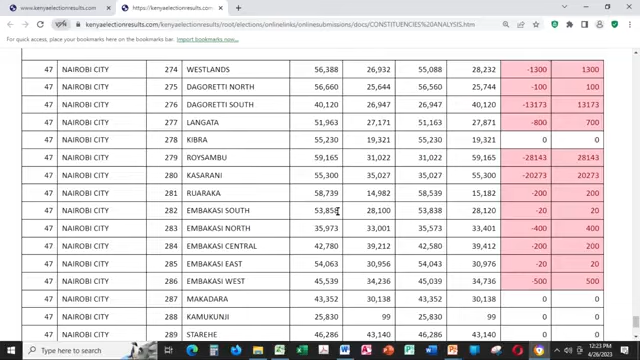 www.kenyaelectionresults.com
https://kenyaelectionresults.com/
https://kenyaelectionresults.com/kenyaelectionresults/root/elections/onlinelinks/onlinesubmissions/docs/CONSTITUENCIES%20ANALYSIS.htm
For quick access, place your bookmarks here on the bookmarks bar. Import bookmarks now...
47 NAIROBI CITY 274 WESTLANDS 56,388 26,932 55,088 28,232 -1300 1300
47 NAIROBI CITY 275 DAGORETTI NORTH 56,660 25,644 56,560 25,744 -100 100
47 NAIROBI CITY 276 DAGORETTI SOUTH 40,120 26,947 26,947 40,120 -13173 13173
47 NAIROBI CITY 277 LANGATA 51,963 27,171 51,163 27,871 -800 700
47 NAIROBI CITY 278 KIBRA 55,230 19,321 55,230 19,321 0 0
47 NAIROBI CITY 279 ROYSAMBU 59,165 31,022 31,022 59,165 -28143 28143
47 NAIROBI CITY 280 KASARANI 55,300 35,027 35,027 55,300 -20273 20273
47 NAIROBI CITY 281 RUARAKA 58,739 14,982 58,539 15,182 -200 200
47 NAIROBI CITY 282 EMBAKASI SOUTH 53,858 28,100 53,838 28,120 -20 20
47 NAIROBI CITY 283 EMBAKASI NORTH 35,973 33,001 35,573 33,401 -400 400
47 NAIROBI CITY 284 EMBAKASI CENTRAL 42,780 39,212 42,580 39,412 -200 200
47 NAIROBI CITY 285 EMBAKASI EAST 54,063 30,956 54,043 30,976 -20 20
47 NAIROBI CITY 286 EMBAKASI WEST 45,539 34,236 45,039 34,736 -500 500
47 NAIROBI CITY 287 MAKADARA 43,352 30,138 43,352 30,138 0 0
47 NAIROBI CITY 288 KAMUKUNJI 25,830 99 25,830 99 0 0
47 NAIROBI CITY 289 STAREHE 46,286 43,140 46,286 43,140 0 0
Type here to search
12:23 PM
4/26/2023